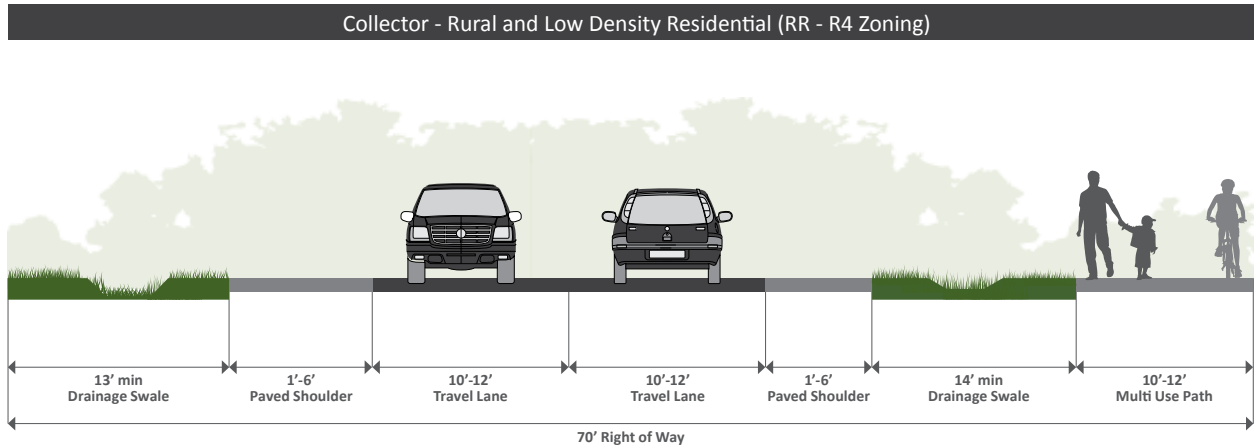 Collector - Rural and Low Density Residential (RR - R4 Zoning)
13’ min
Drainage Swale
1’-6’
Paved Shoulder
10’-12’
Travel Lane
10’-12’
Travel Lane
1’-6’
Paved Shoulder
14’ min
Drainage Swale
10’-12’
Multi Use Path
70’ Right of Way